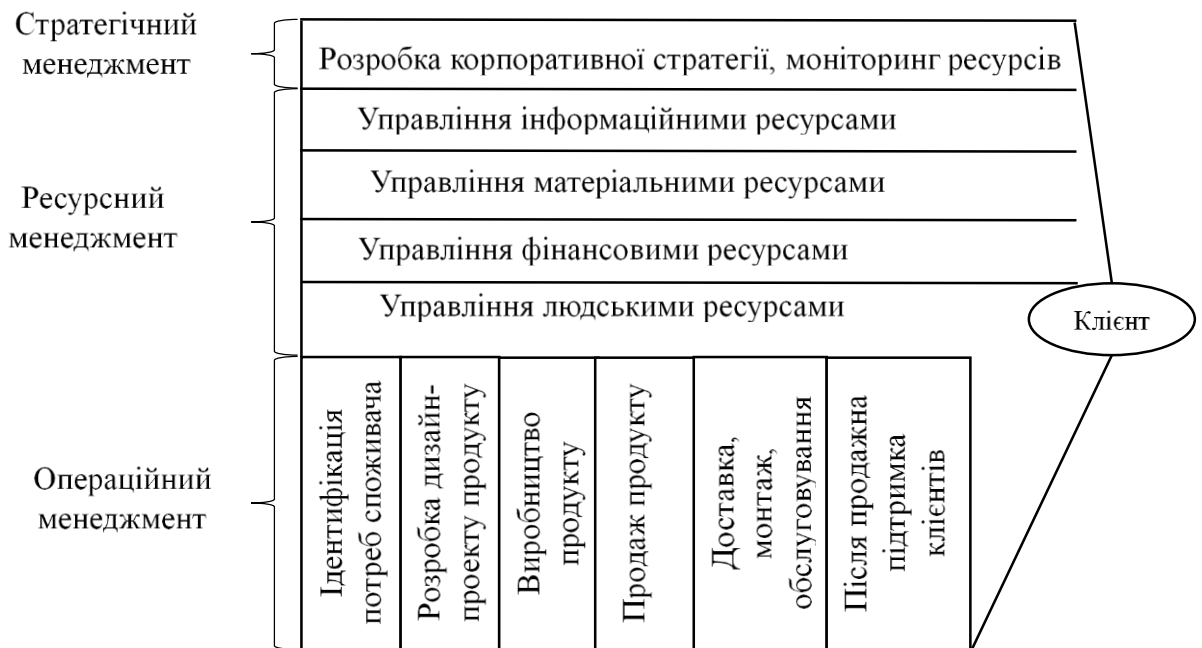 Стратегічний
менеджмент
Розробка корпоративної стратегії, моніторинг ресурсів
Управління інформаційними ресурсами
Ресурсний
менеджмент
Управління матеріальними ресурсами
Управління фінансовими ресурсами
Управління людськими ресурсами
Клієнт
Операційний
менеджмент
Ідентифікація
потреб споживача
Розробка дизайн-
проекту продукту
Виробництво
продукту
Продаж продукту
Доставка,
монтаж,
обслуговування
Після продажна
підтримка
клієнтів